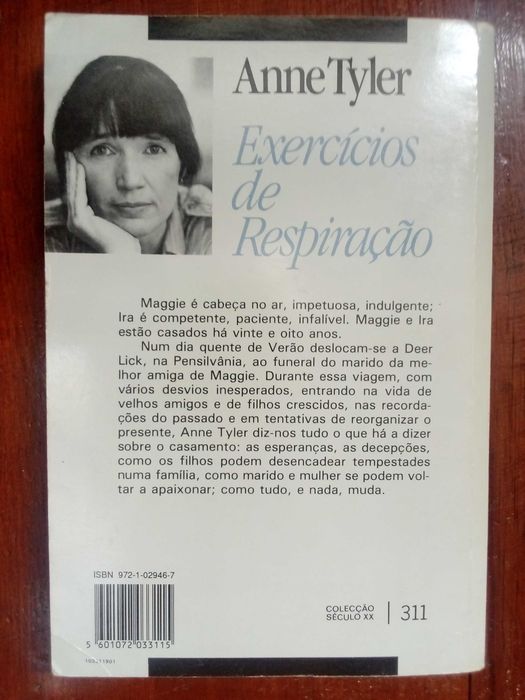 Anne Tyler
Exercícios
de
Respiração
Maggie é cabeça no ar, impetuosa, indulgente;
Ira é competente, paciente, infalível. Maggie e Ira
estão casados há vinte e oito anos.
Num dia quente de Verão deslocam-se a Deer
Lick, na Pensilvânia, ao funeral do marido da me-
lhor amiga de Maggie. Durante essa viagem, com
vários desvios inesperados, entrando na vida de
velhos amigos e de filhos crescidos, nas recorda-
ções do passado e em tentativas de reorganizar o
presente, Anne Tyler diz-nos tudo o que há a dizer
sobre o casamento: as esperanças, as decepções,
como os filhos podem desencadear tempestades
numa família, como marido e mulher se podem vol-
tar a apaixonar; como tudo, e nada, muda.
ISBN 972-1-02946-7
5 601072 033115
COLECÇÃO
SÉCULO XX
311